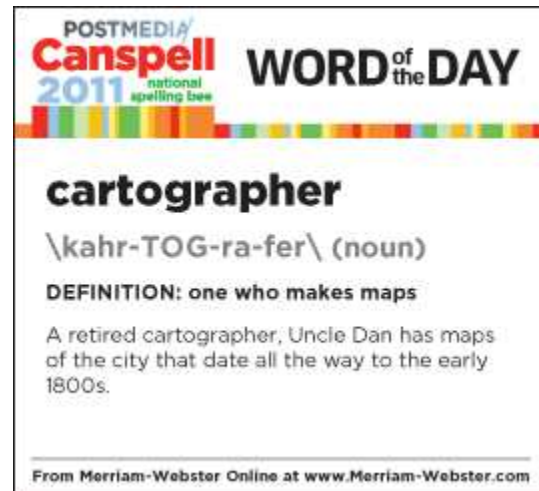 POSTMEDIA
Canspell
2011 national
spelling bee
WORD of the DAY
cartographer
\kahr-TOG-ra-fer\ (noun)
DEFINITION: one who makes maps
A retired cartographer, Uncle Dan has maps
of the city that date all the way to the early
1800s.
From Merriam-Webster Online at www.Merriam-Webster.com